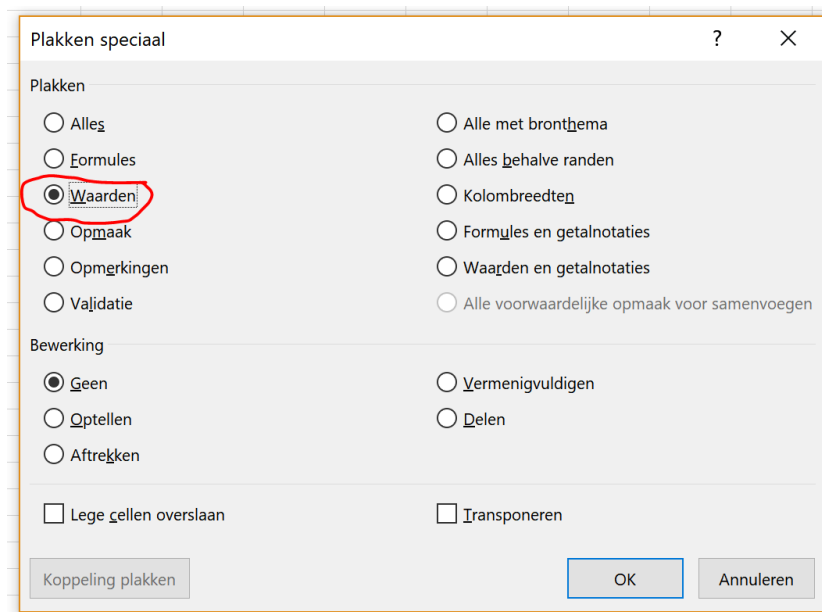 Plakken speciaal ? ×
Plakken
Alles
Formules
Waarden
Opmaak
Opmerkingen
Validatie
Alle met bronthema
Alles behalve randen
Kolombreedten
Formules en getalnotaties
Waarden en getalnotaties
Alle voorwaardelijke opmaak voor samenvoegen
Bewerking
Geen
Optellen
Aftrekken
Vermenigvuldigen
Delen
Lege cellen overslaan
Transponeren
Koppeling plakken
OK
Annuleren